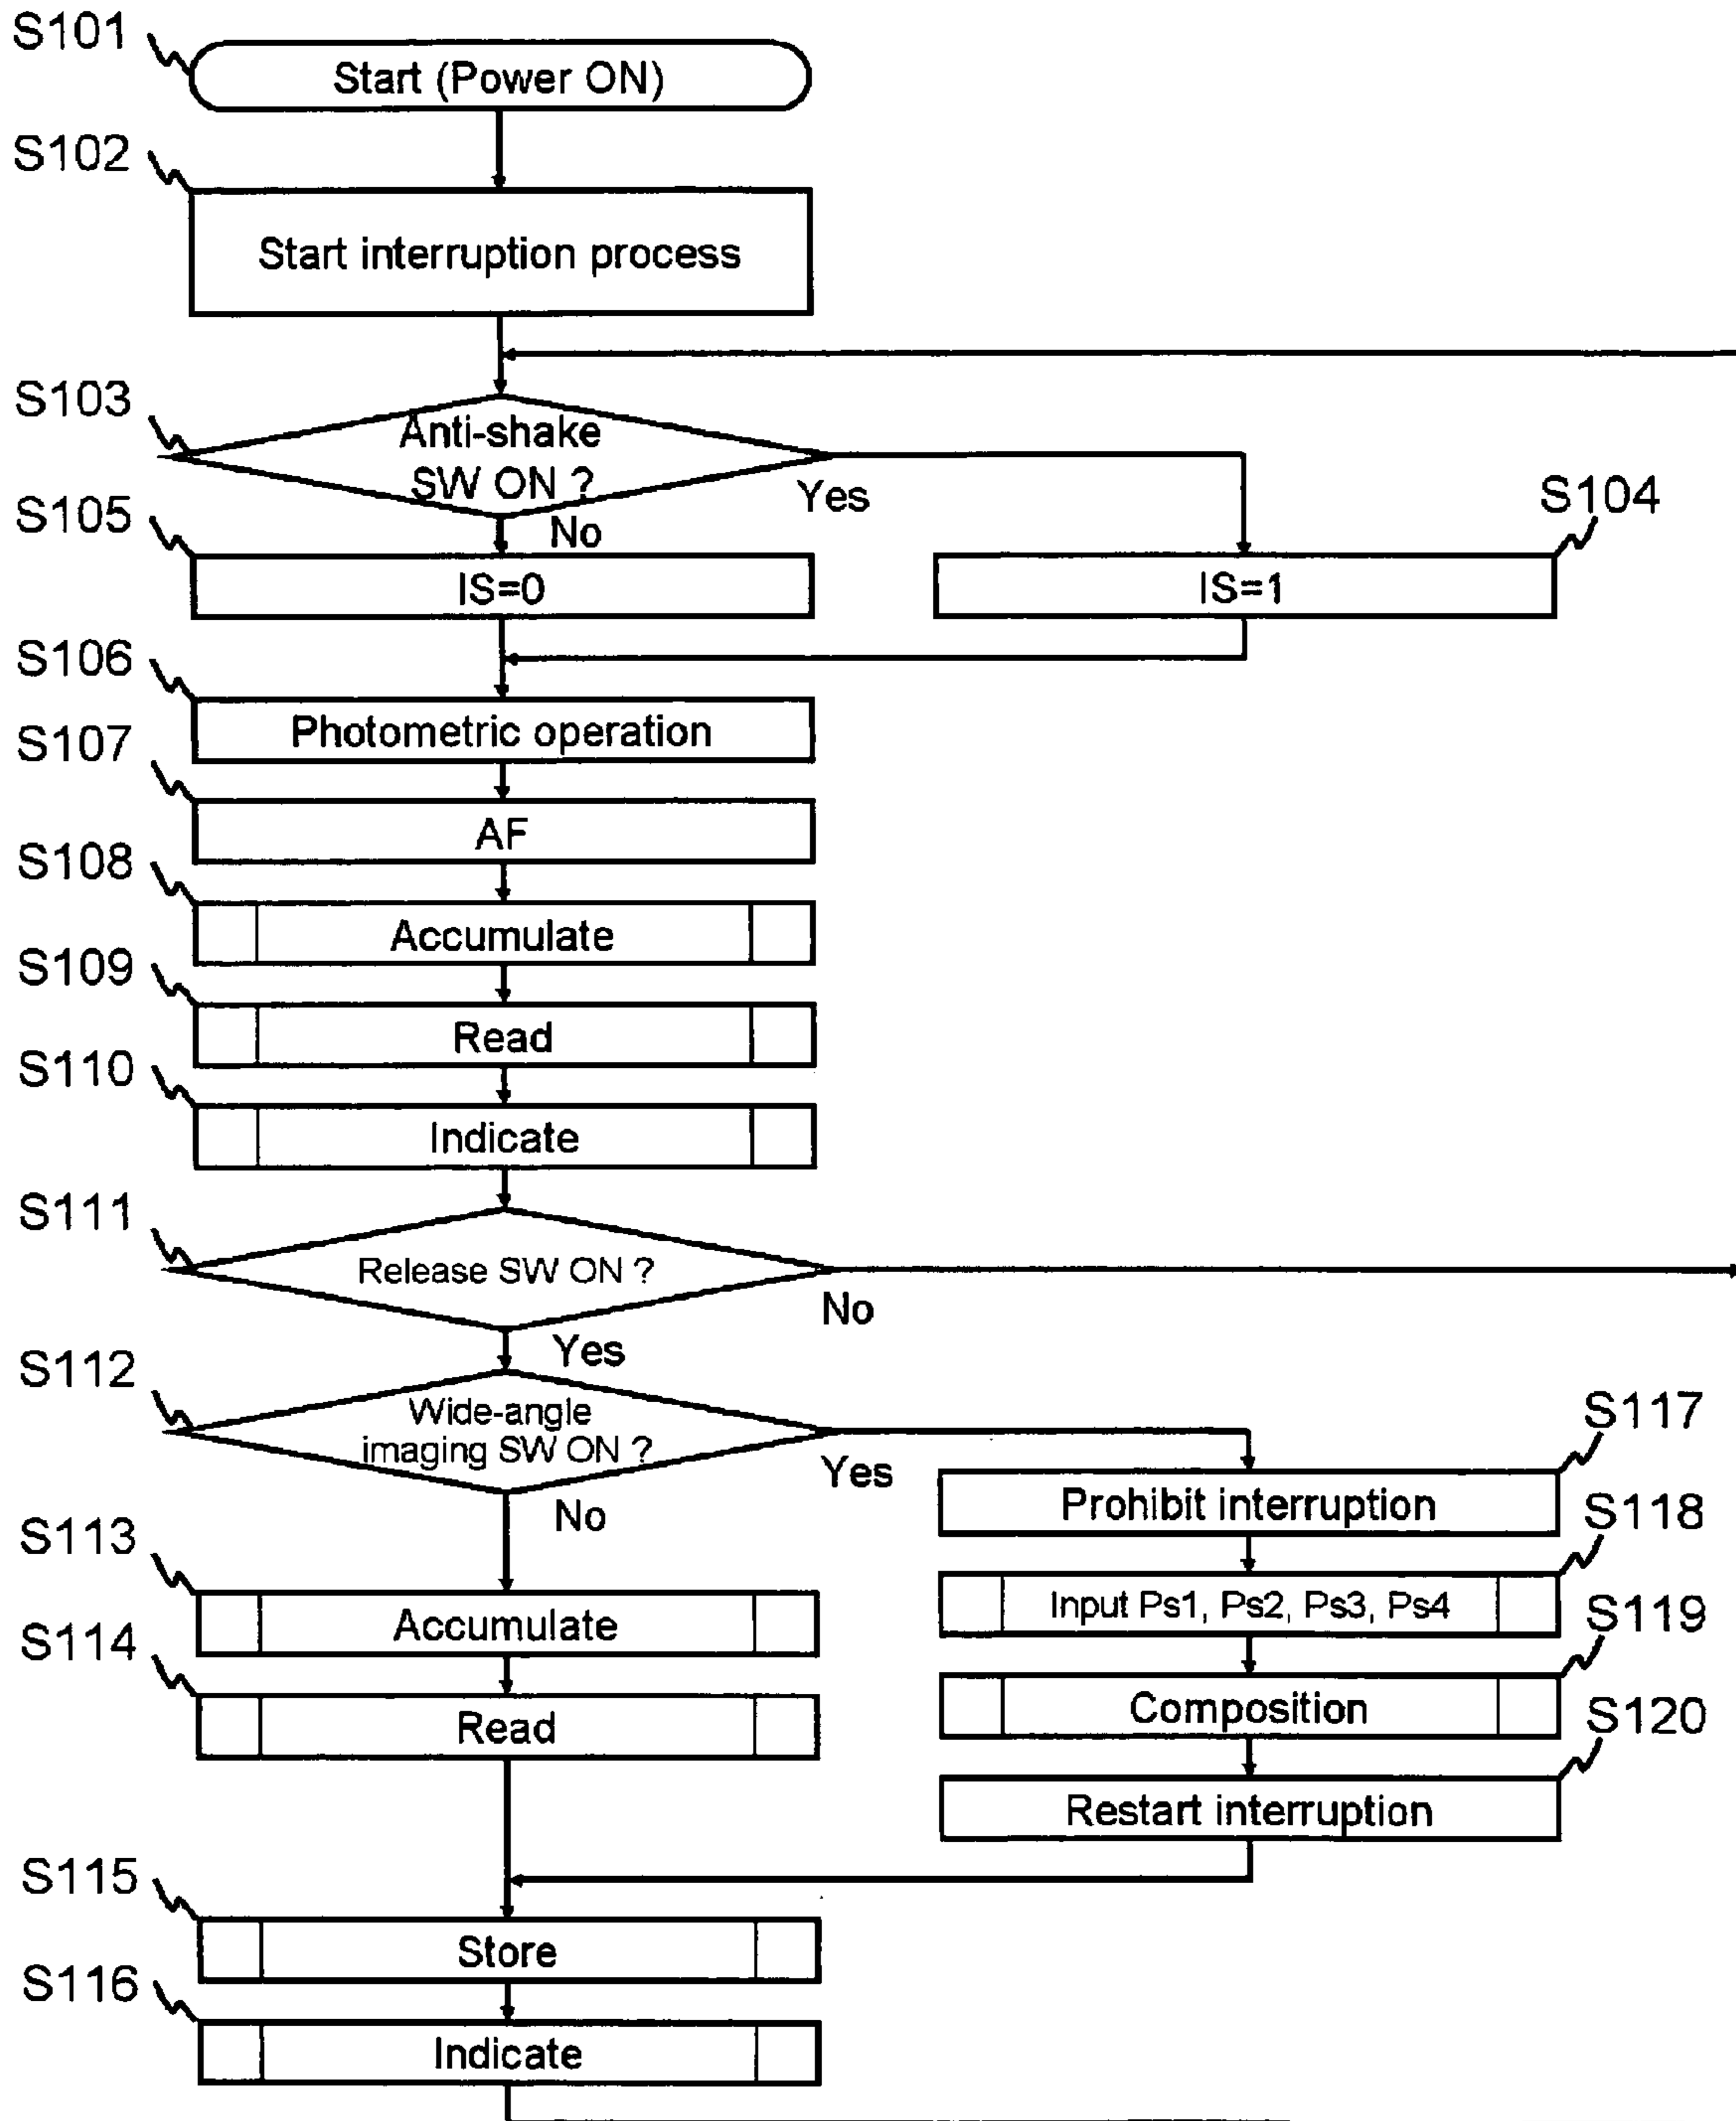 S101
Start (Power ON)
S102
Start interruption process
S103
Anti-shake
SW ON ?
Yes
No
S105
IS=0
S104
IS=1
S106
Photometric operation
S107
AF
S108
Accumulate
S109
Read
S110
Indicate
S111
Release SW ON ?
No
Yes
S112
Wide-angle
imaging SW ON ?
Yes
No
S117
Prohibit interruption
S118
Input Ps1, Ps2, Ps3, Ps4
S119
Composition
S120
Restart interruption
S113
Accumulate
S114
Read
S115
Store
S116
Indicate